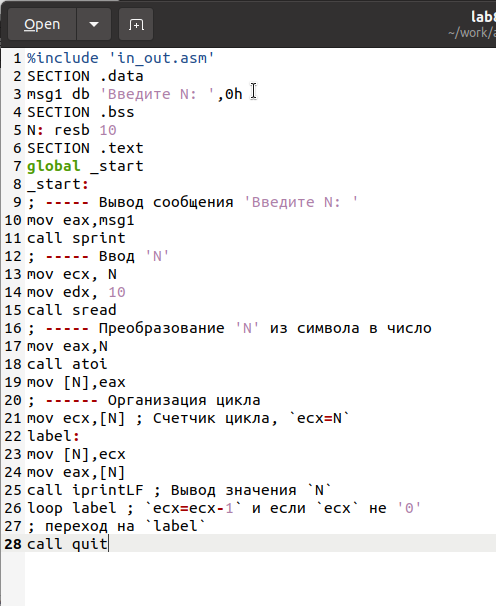 Open
lab8
~/work/a
1 %include 'in_out.asm'
2 SECTION .data
3 msg1 db 'Введите N: ',0h
4 SECTION .bss
5 N: resb 10
6 SECTION .text
7 global _start
8 _start:
9 ; ----- Вывод сообщения 'Введите N: '
10 mov eax,msg1
11 call sprint
12 ; ----- Ввод 'N'
13 mov ecx, N
14 mov edx, 10
15 call sread
16 ; ----- Преобразование 'N' из символа в число
17 mov eax,N
18 call atoi
19 mov [N],eax
20 ; ------ Организация цикла
21 mov ecx,[N] ; Счетчик цикла, `ecx=N`
22 label:
23 mov [N],ecx
24 mov eax,[N]
25 call iprintLF ; Вывод значения `N`
26 loop label ; `ecx=ecx-1` и если `ecx` не '0'
27 ; переход на `label`
28 call quit